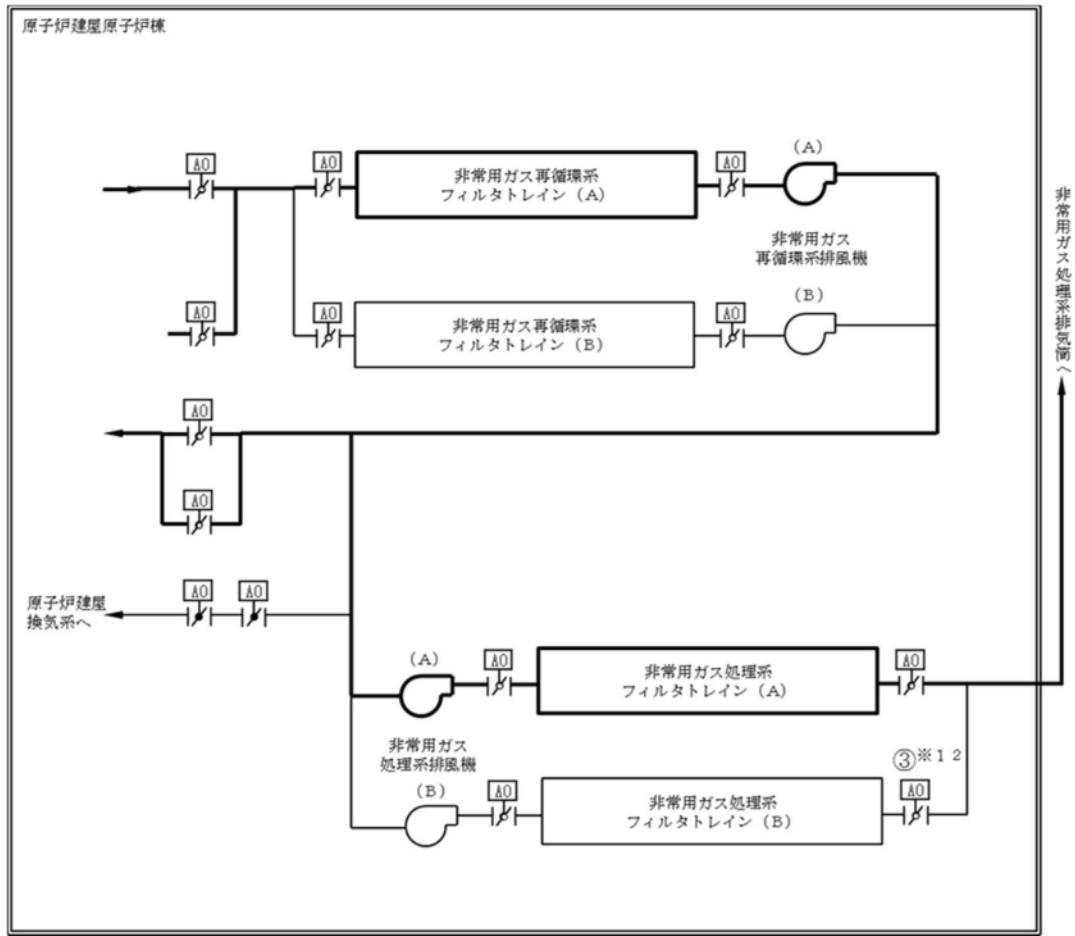 原子炉建屋原子炉棟
(A)
AO
AO
AO
非常用ガス再循環系
フィルタトレイン(A)
非常用ガス
再循環系排風機
(B)
AO
AO
AO
非常用ガス再循環系
フィルタトレイン(B)
非常用ガス処理系排気筒へ
AO
AO
AO
AO
原子炉建屋
換気系へ
(A)
AO
AO
非常用ガス処理系
フィルタトレイン(A)
非常用ガス
処理系排風機
③※12
(B)
AO
AO
非常用ガス処理系
フィルタトレイン(B)